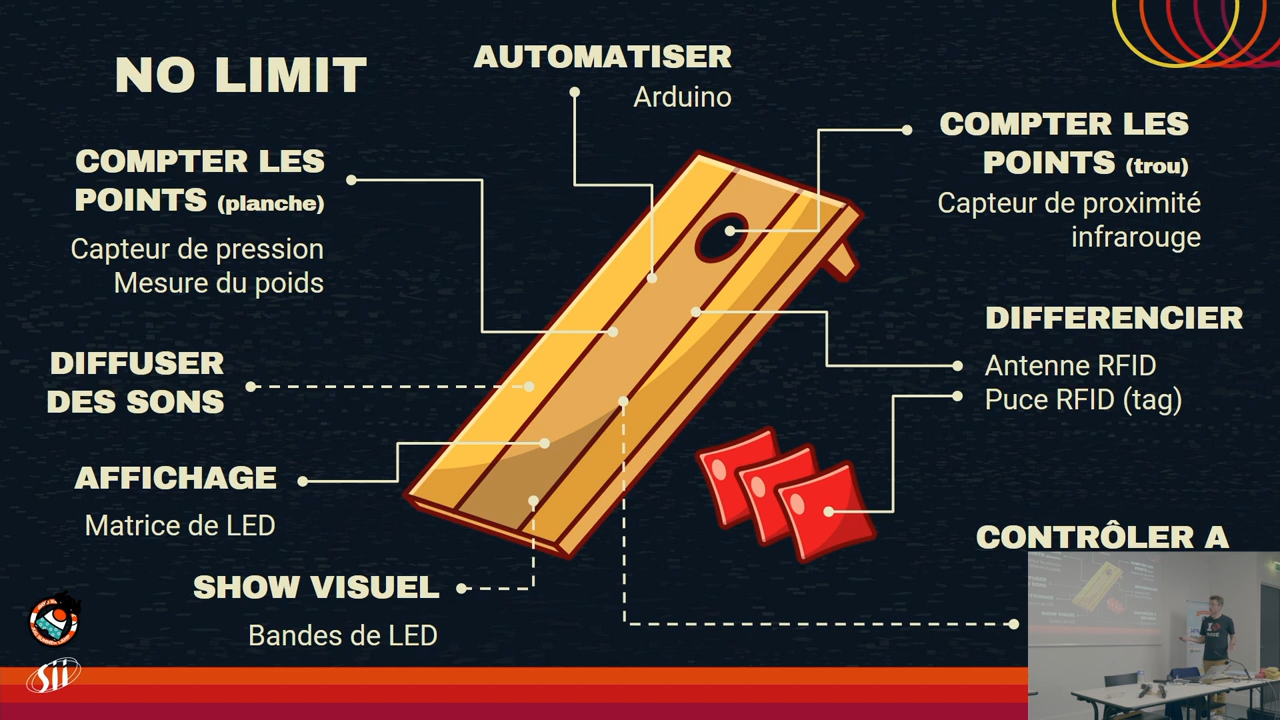 NO LIMIT
AUTOMATISER
Arduino
COMPTER LES
POINTS (planche)
Capteur de pression
Mesure du poids
COMPTER LES
POINTS (trou)
Capteur de proximité
infrarouge
DIFFUSER
DES SONS
DIFFERENCIER
Antenne RFID
Puce RFID (tag)
AFFICHAGE
Matrice de LED
CONTRÔLER A
SHOW VISUEL
Bandes de LED
sii